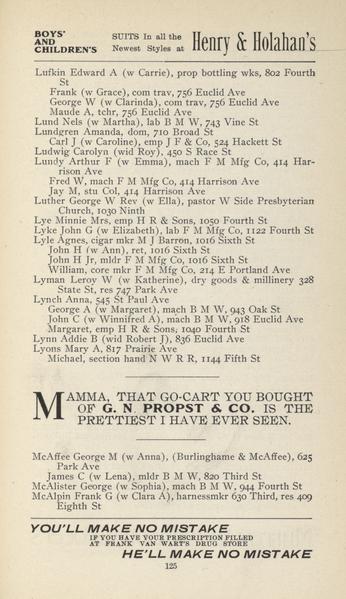 BOYS'
AND
CHILDREN'S
SUITS In all the
Newest Styles at
Henry & Holahan's
Lufkin Edward A (w Carrie), prop bottling wks, 802 Fourth
St
Frank (w Grace), com trav, 756 Euclid Ave
George W (w Clarinda), com trav, 756 Euclid Ave
Maude A, tchr, 756 Euclid Ave
Lund Nels (w Martha), lab B M W, 743 Vine St
Lundgren Amanda, dom, 710 Broad St
Carl J (w Caroline), emp J F & Co, 524 Hackett St
Ludwig Carolyn (wid Roy), 450 S Race St
Lundy Arthur F (w Emma), mach F M Mfg Co, 414 Har-
rison Ave
Fred W, mach F M Mfg Co, 414 Harrison Ave
Jay M, stu Col, 414 Harrison Ave
Luther George W Rev (w Ella), pastor W Side Presbyterian
Church, 1030 Ninth
Lye Minnie Mrs, emp H R & Sons, 1050 Fourth St
Lyke John G (w Elizabeth), lab F M Mfg Co, 1122 Fourth St
Lyle Agnes, cigar mkr M J Barron, 1016 Sixth St
John H (w Ann), ret, 1016 Sixth St
John H Jr, mldr F M Mfg Co, 1016 Sixth St
William, core mkr F M Mfg Co, 214 E Portland Ave
Lyman Leroy W (w Katherine), dry goods & millinery 328
State St, res 747 Park Ave
Lynch Anna, 545 St Paul Ave
George A (w Margaret), mach B M W, 943 Oak St
John C (w Winnifred A), mach B M W, 918 Euclid Ave
Margaret, emp H R & Sons, 1040 Fourth St
Lynn Addie B (wid Robert J), 836 Euclid Ave
Lyons Mary A, 817 Prairie Ave
Michael, section hand N W R R, 1144 Fifth St
MAMMA, THAT GO-CART YOU BOUGHT
OF G. N. PROPST & CO. IS THE
PRETTIEST I HAVE EVER SEEN.
McAffee George M (w Anna), (Burlinghame & McAffee), 625
Park Ave
James C (w Lena), mldr B M W, 820 Third St
McAlister George (w Sophia), mach B M W, 944 Fourth St
McAlpin Frank G (w Clara A), harnessmkr 630 Third, res 409
Eighth St
YOU'LL MAKE NO MISTAKE
IF YOU HAVE YOUR PRESCRIPTION FILLED
AT FRANK VAN WART'S DRUG STORE
HE'LL MAKE NO MISTAKE
125